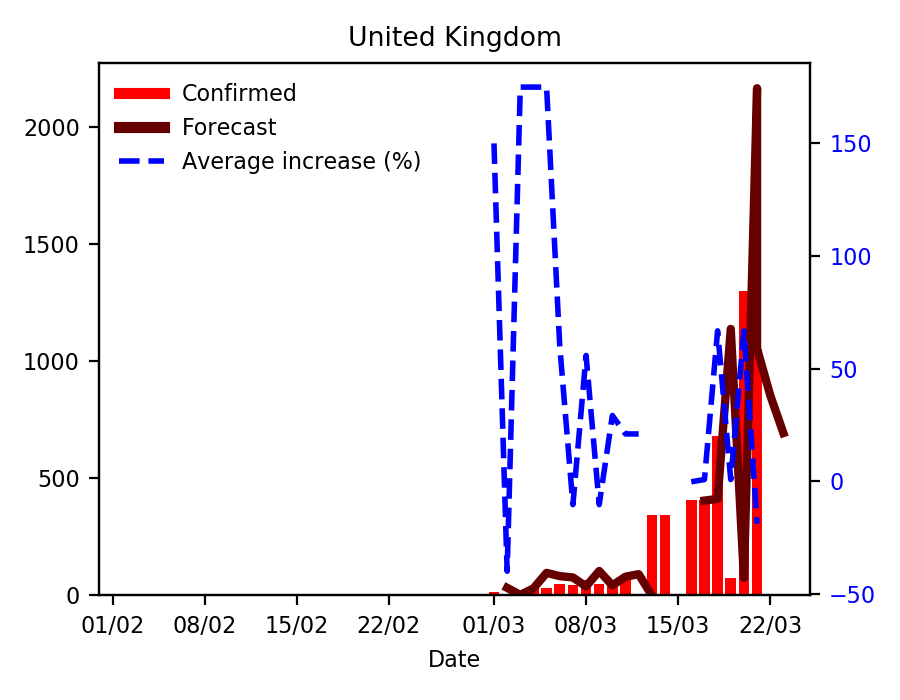 United Kingdom
Confirmed
Forecast
Average increase (%)
2000
1500
1000
500
0
150
100
50
0
−50
01/02 08/02 15/02 22/02 01/03 08/03 15/03 22/03
Date